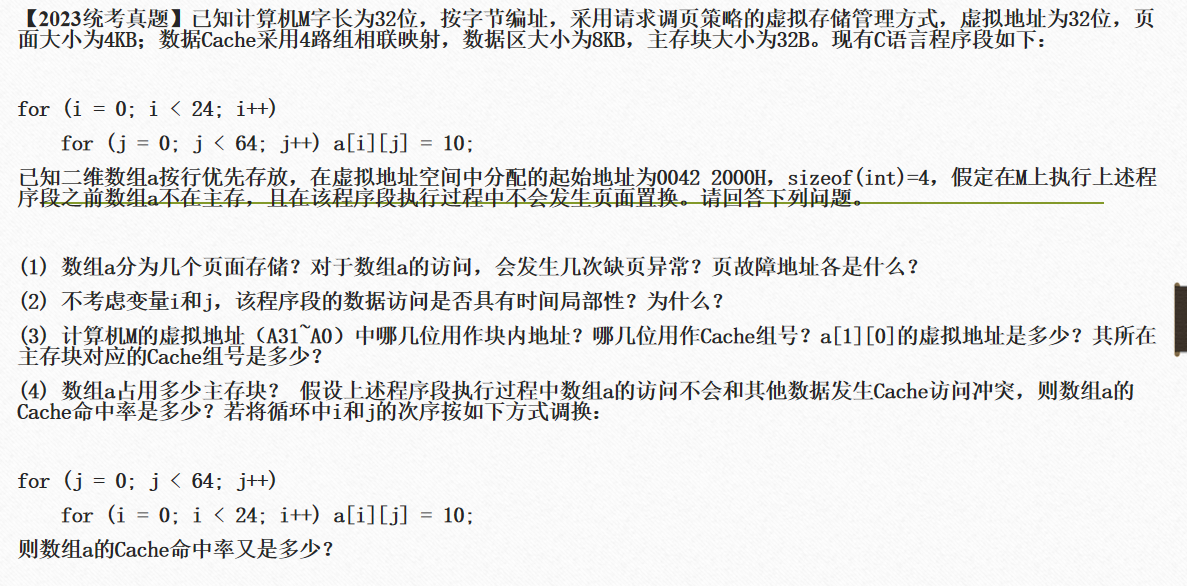 【2023统考真题】已知计算机M字长为32位，按字节编址，采用请求调页策略的虚拟存储管理方式，虚拟地址为32位，页
面大小为4KB；数据Cache采用4路组相联映射，数据区大小为8KB，主存块大小为32B。现有C语言程序段如下：
for (i = 0; i < 24; i++)
for (j = 0; j < 64; j++) a[i][j] = 10;
已知二维数组a按行优先存放，在虚拟地址空间中分配的起始地址为0042 2000H，sizeof(int)=4，假定在M上执行上述程
序段之前数组a不在主存，且在该程序段执行过程中不会发生页面置换。请回答下列问题。
(1) 数组a分为几个页面存储？对于数组a的访问，会发生几次缺页异常？页故障地址各是什么？
(2) 不考虑变量i和j，该程序段的数据访问是否具有时间局部性？为什么？
(3) 计算机M的虚拟地址（A31~A0）中哪几位用作块内地址？哪几位用作Cache组号？a[1][0]的虚拟地址是多少？其所在
主存块对应的Cache组号是多少？
(4) 数组a占用多少主存块？ 假设上述程序段执行过程中数组a的访问不会和其他数据发生Cache访问冲突，则数组a的
Cache命中率是多少？若将循环中i和j的次序按如下方式调换：
for (j = 0; j < 64; j++)
for (i = 0; i < 24; i++) a[i][j] = 10;
则数组a的Cache命中率又是多少？